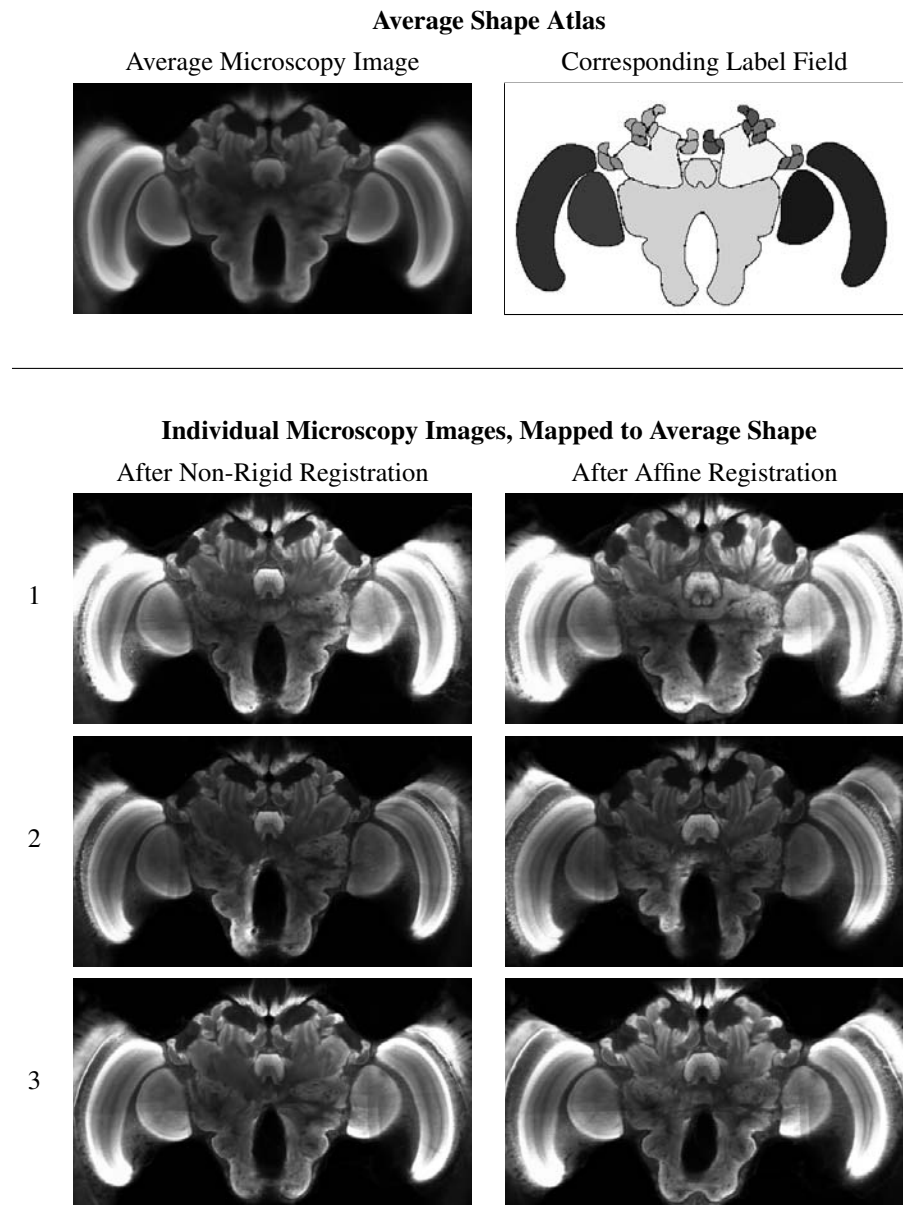 Average Shape Atlas
Average Microscopy Image Corresponding Label Field
Individual Microscopy Images, Mapped to Average Shape
After Non-Rigid Registration After Affine Registration
1
2
3